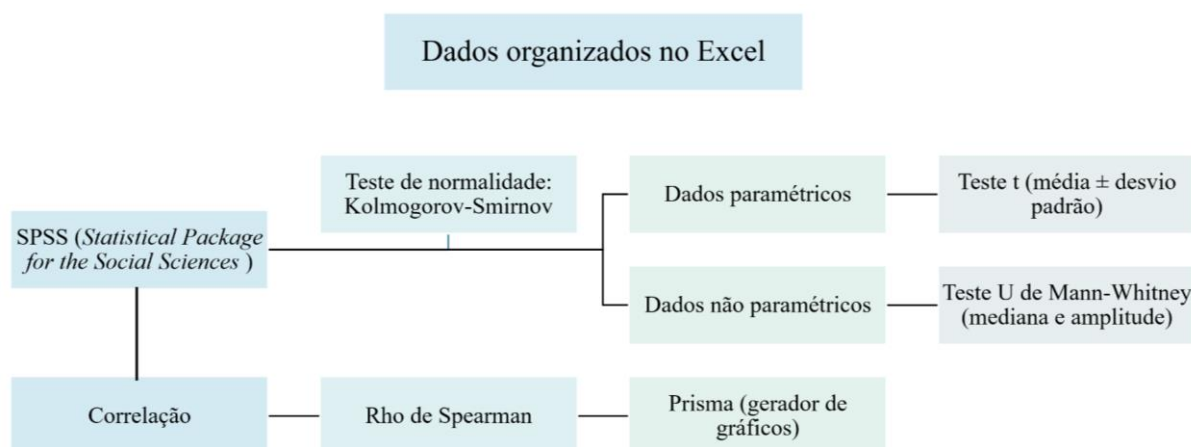 Dados organizados no Excel
Teste de normalidade:
Kolmogorov-Smirnov
Dados paramétricos
Teste t (média ± desvio
padrão)
SPSS (Statistical Package
for the Social Sciences )
Dados não paramétricos
Teste U de Mann-Whitney
(mediana e amplitude)
Correlação
Rho de Spearman
Prisma (gerador de
gráficos)